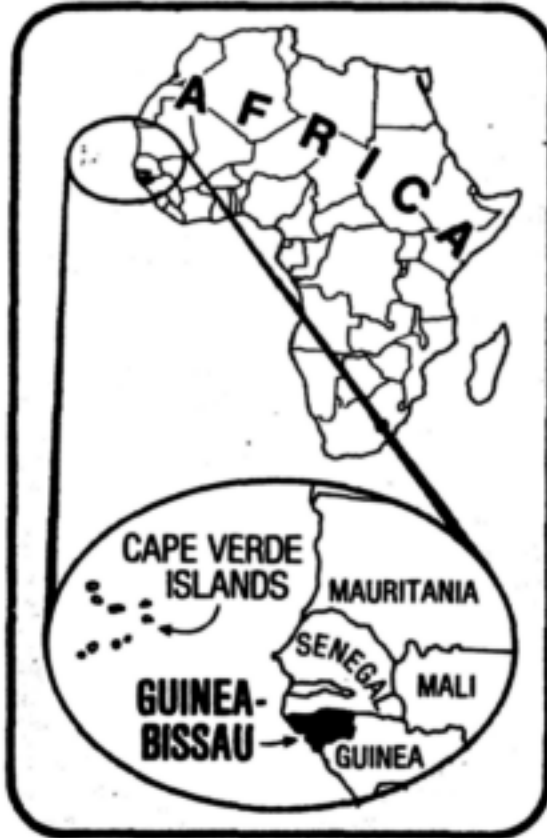 AFRICA
CAPE VERDE
ISLANDS
MAURITANIA
SENEGAL
MALI
GUINEA-
BISSAU
GUINEA